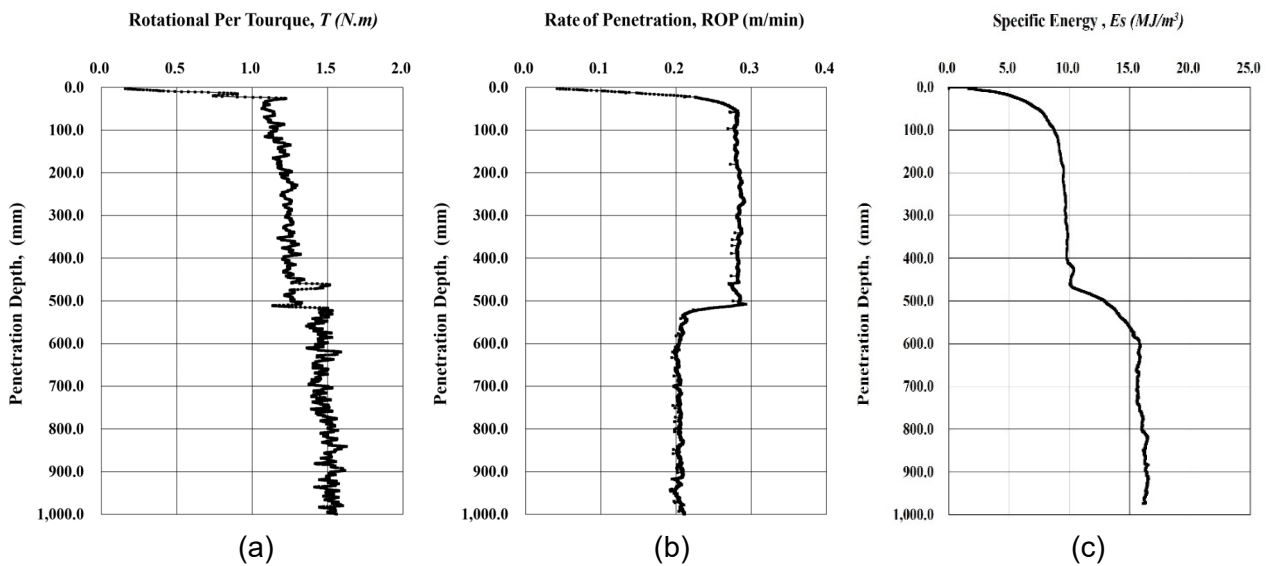 Rotational Per Tourque, T (N.m)
0.0 0.5 1.0 1.5 2.0
0.0
100.0
200.0
300.0
400.0
500.0
600.0
700.0
800.0
900.0
1,000.0
Penetration Depth, (mm)
(a)
Rate of Penetration, ROP (m/min)
0.0 0.1 0.2 0.3 0.4
0.0
100.0
200.0
300.0
400.0
500.0
600.0
700.0
800.0
900.0
1,000.0
Penetration Depth, (mm)
(b)
Specific Energy , Es (MJ/m³)
0.0 5.0 10.0 15.0 20.0 25.0
0.0
100.0
200.0
300.0
400.0
500.0
600.0
700.0
800.0
900.0
1,000.0
Penetration Depth, (mm)
(c)